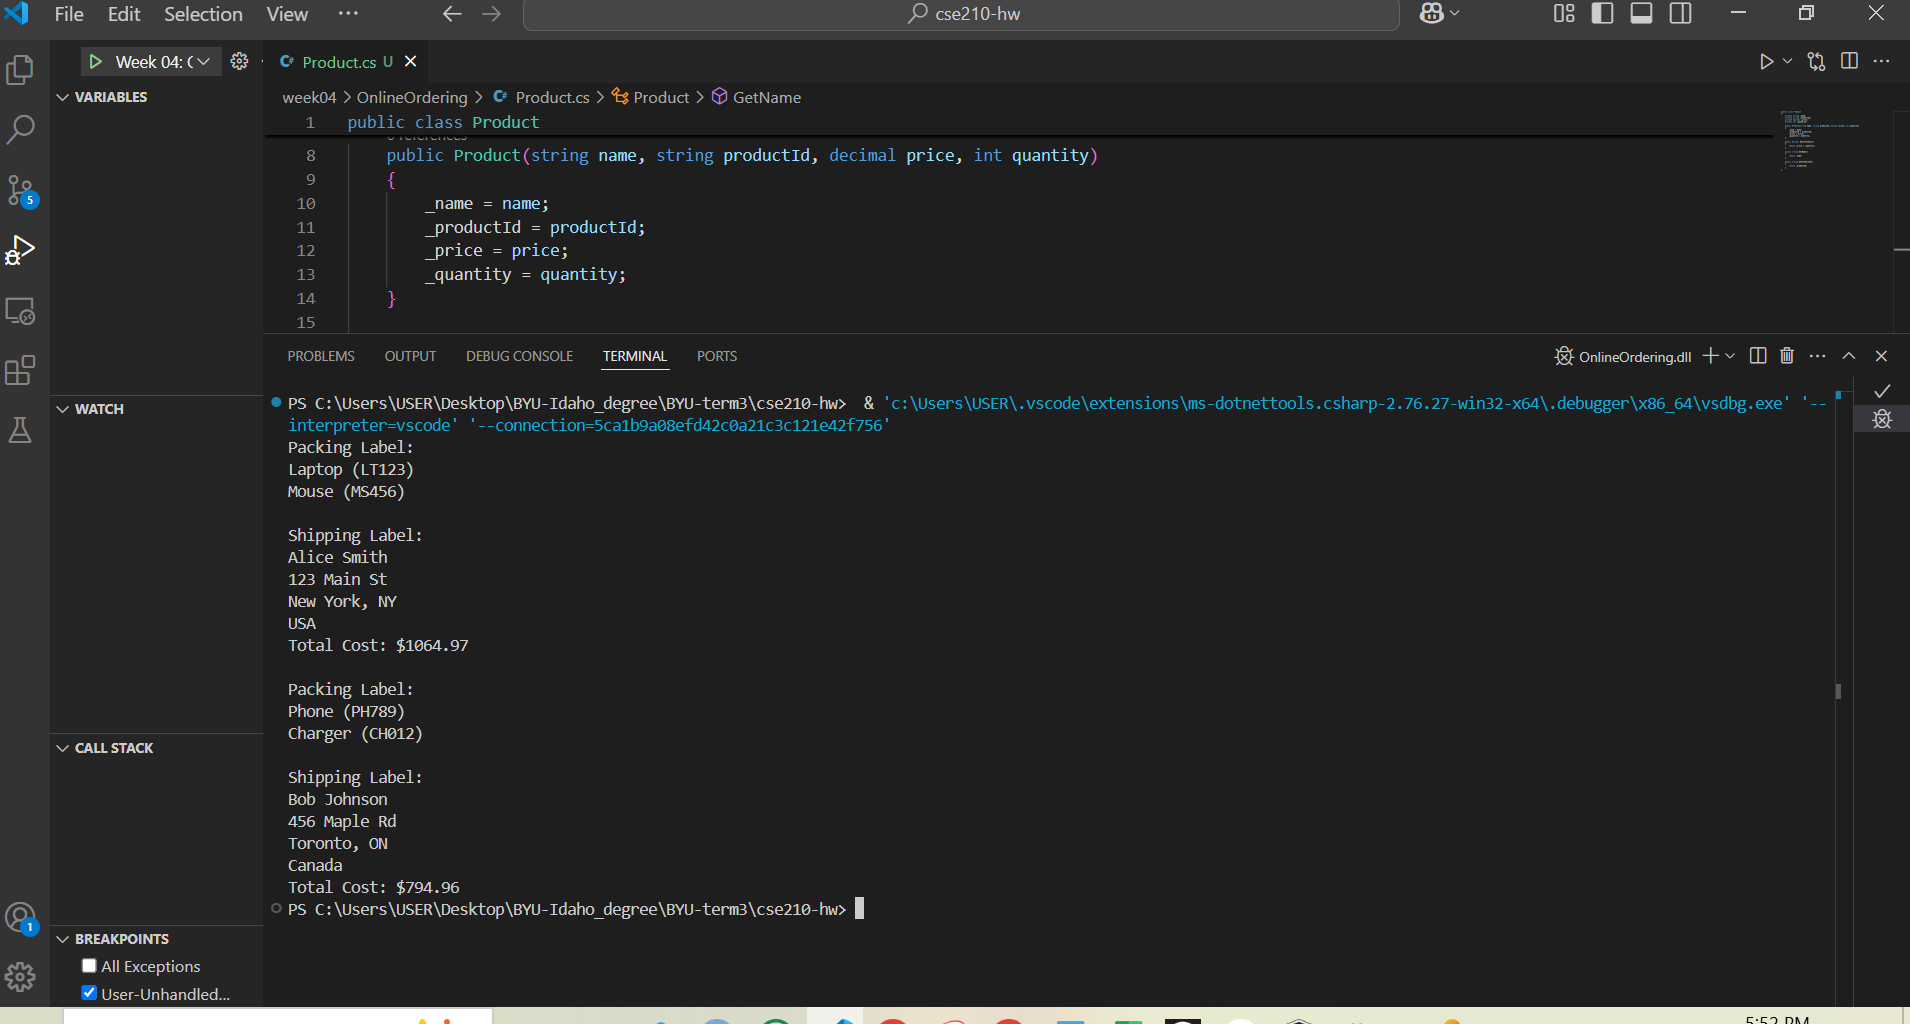 File Edit Selection View ··· cse210-hw
Week 04: C
Product.cs U
VARIABLES
week04 > OnlineOrdering > Product.cs > Product > GetName
1 public class Product
8 public Product(string name, string productId, decimal price, int quantity)
9 {
10 _name = name;
11 _productId = productId;
12 _price = price;
13 _quantity = quantity;
14 }
15
PROBLEMS OUTPUT DEBUG CONSOLE TERMINAL PORTS
OnlineOrdering.dll
PS C:\Users\USER\Desktop\BYU-Idaho_degree\BYU-term3\cse210-hw> & 'c:\Users\USER\.vscode\extensions\ms-dotnettools.csharp-2.76.27-win32-x64\.debugger\x86_64\vsdbg.exe' '--
interpreter=vscode' '--connection=5ca1b9a08efd42c0a21c3c121e42f756'
Packing Label:
Laptop (LT123)
Mouse (MS456)
Shipping Label:
Alice Smith
123 Main St
New York, NY
USA
Total Cost: $1064.97
Packing Label:
Phone (PH789)
Charger (CH012)
Shipping Label:
Bob Johnson
456 Maple Rd
Toronto, ON
Canada
Total Cost: $794.96
PS C:\Users\USER\Desktop\BYU-Idaho_degree\BYU-term3\cse210-hw>
WATCH
CALL STACK
BREAKPOINTS
All Exceptions
User-Unhandled...
5
1
5:52 PM